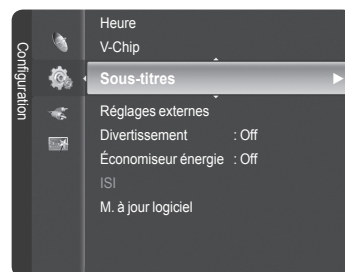 Configuration
Heure
V-Chip
Sous-titres
Réglages externes
Divertissement : Off
Économiseur énergie : Off
ISI
M. à jour logiciel